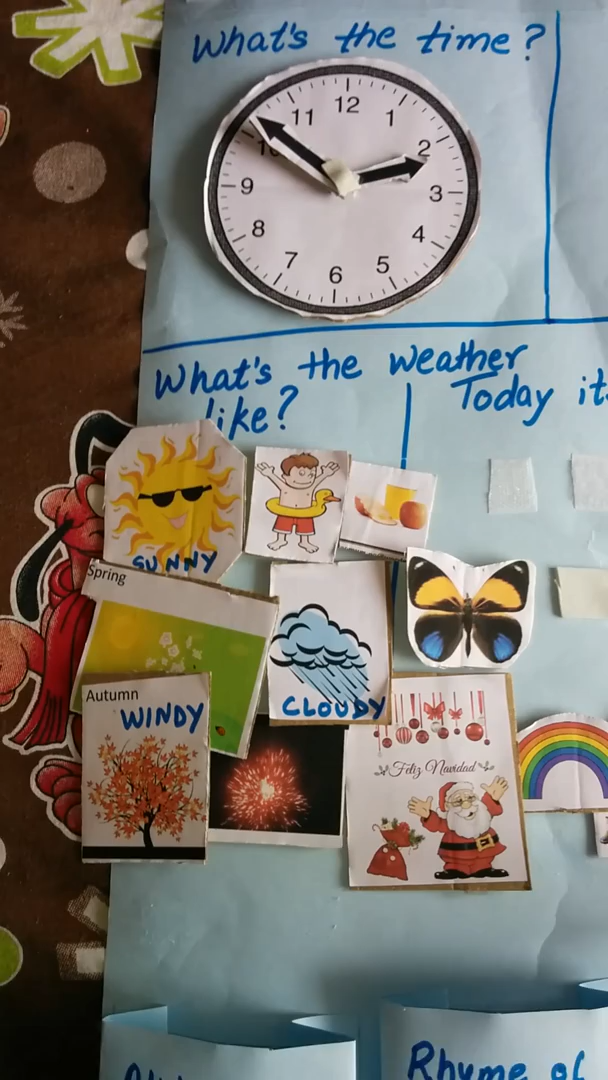 What's the time?
12
11
1
10
2
9
3
8
4
7
5
6
What's the weather
like?
Today it
SUNNY
Spring
CLOUDY
Autumn
WINDY
Feliz Navidad
Rhyme of